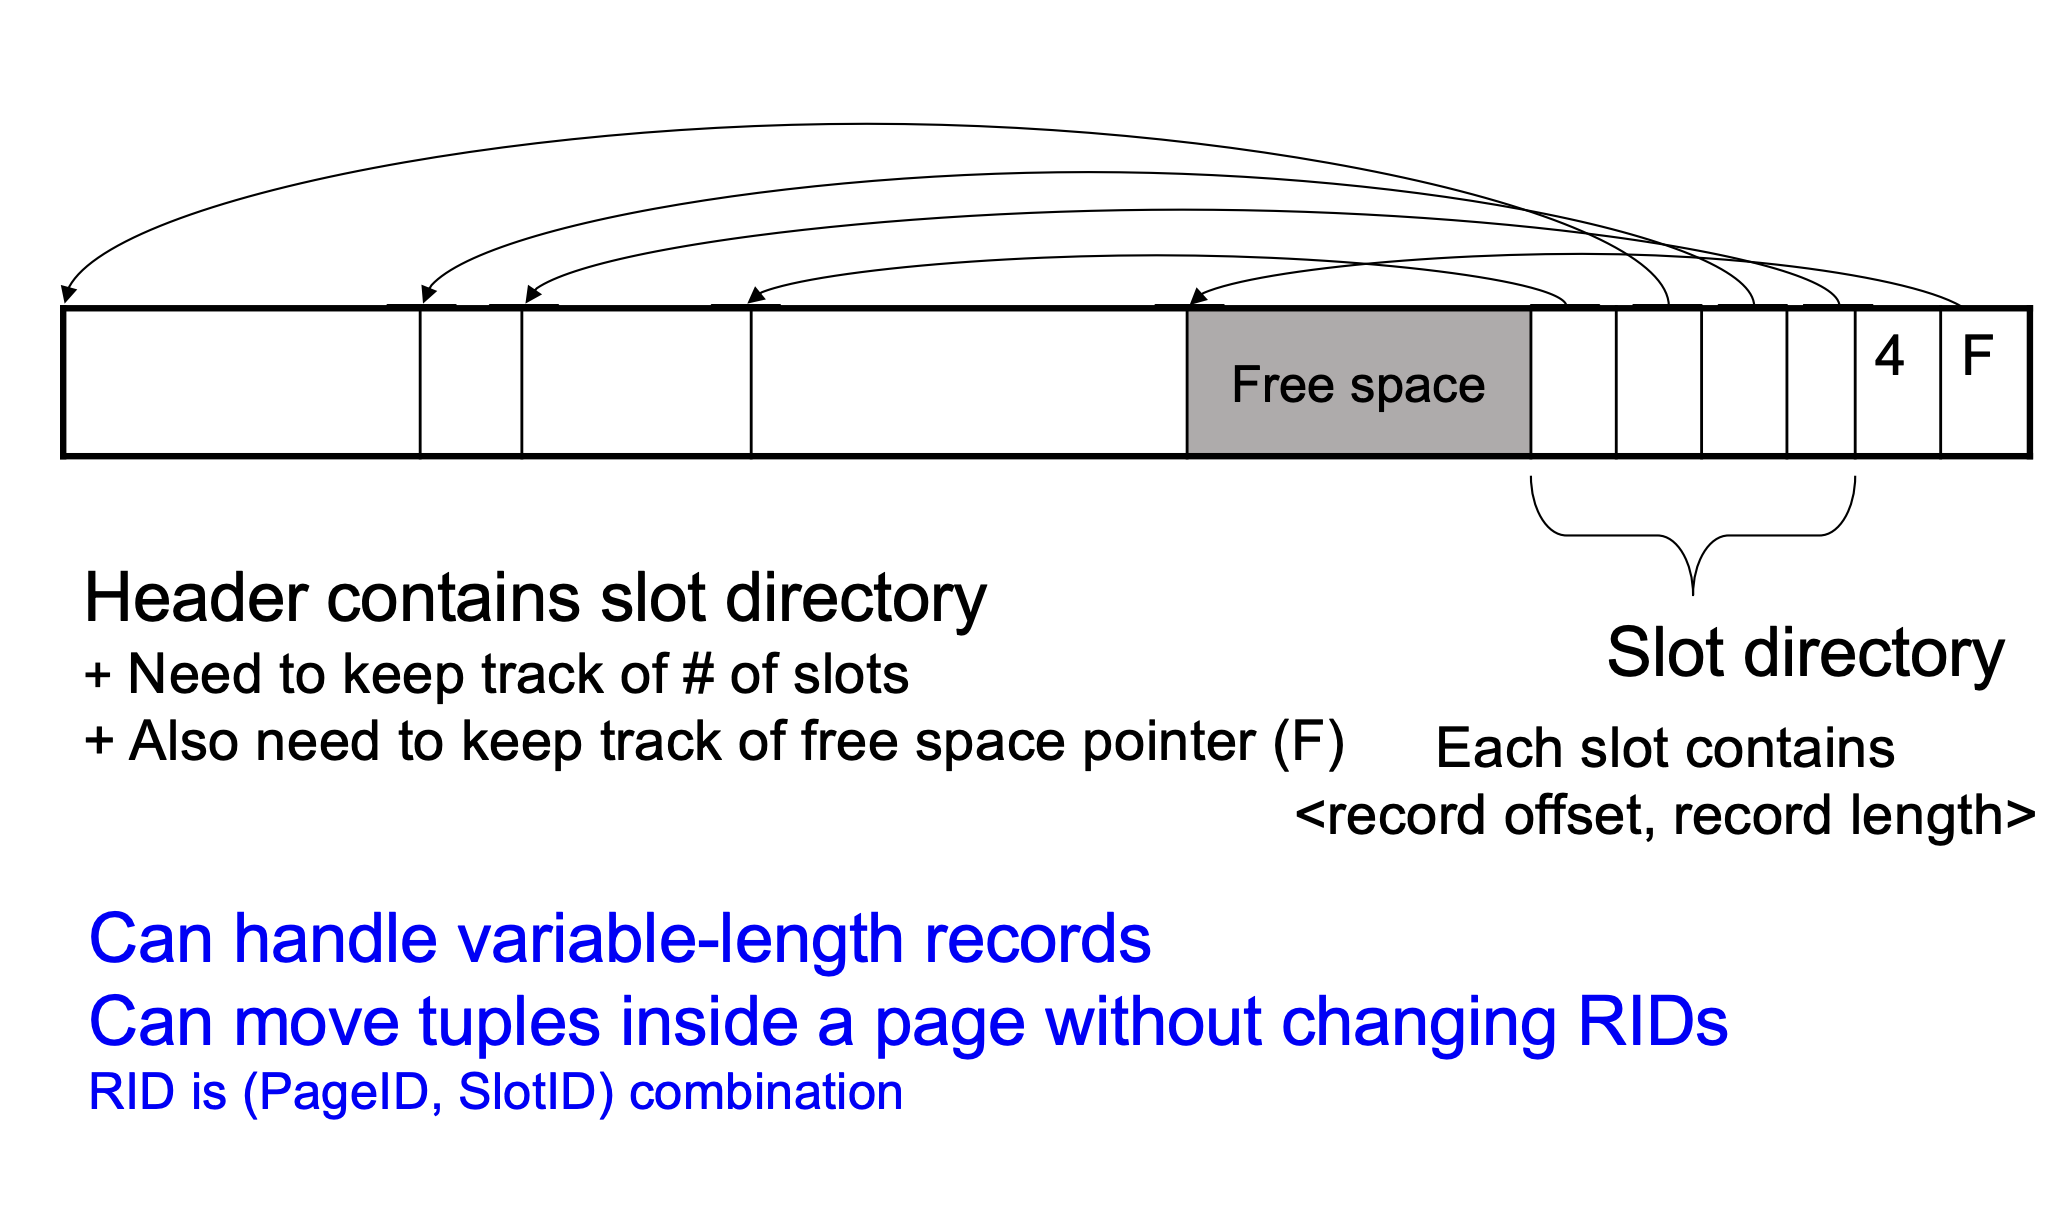 Free space
4
F
Header contains slot directory
+ Need to keep track of # of slots
+ Also need to keep track of free space pointer (F)
Slot directory
Each slot contains
<record offset, record length>
Can handle variable-length records
Can move tuples inside a page without changing RIDs
RID is (PageID, SlotID) combination